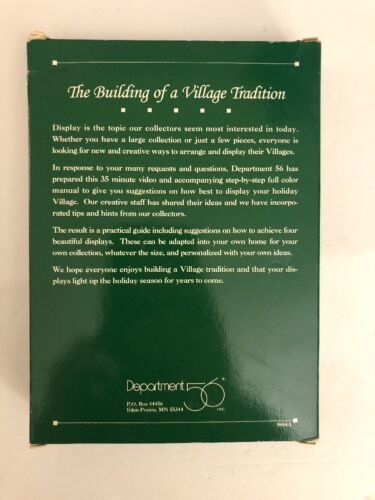 The Building of a Village Tradition
Display is the topic our collectors seem most interested in today.
Whether you have a large collection or just a few pieces, everyone is
looking for new and creative ways to arrange and display their Villages.
In response to your many requests and questions, Department 56 has
prepared this 35 minute video and accompanying step-by-step full color
manual to give you suggestions on how best to display your holiday
Village. Our creative staff has shared their ideas and we have incorpo-
rated tips and hints from our collectors.
The result is a practical guide including suggestions on how to achieve four
beautiful displays. These can be adapted into your own home for your
own collection, whatever the size, and personalized with your own ideas.
We hope everyone enjoys building a Village tradition and that your dis-
plays light up the holiday season for years to come.
Department 56 ® INC.
P.O. Box 44456
Eden Prairie, MN 55344